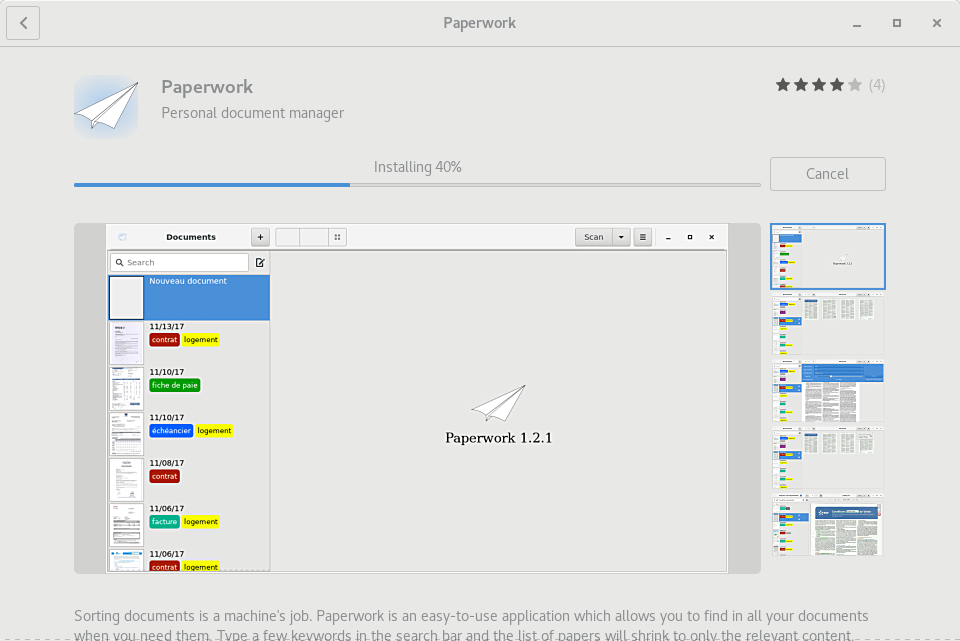 Paperwork
Paperwork
Personal document manager
(4)
Installing 40%
Cancel
Documents
Scan
Search
Nouveau document
11/13/17
contrat logement
11/10/17
fiche de paie
11/10/17
échéancier logement
11/08/17
contrat
11/06/17
facture logement
11/06/17
contrat logement
Paperwork 1.2.1
Sorting documents is a machine's job. Paperwork is an easy-to-use application which allows you to find in all your documents
when you need them. Type a few keywords in the search bar and the list of papers will shrink to only the relevant content.